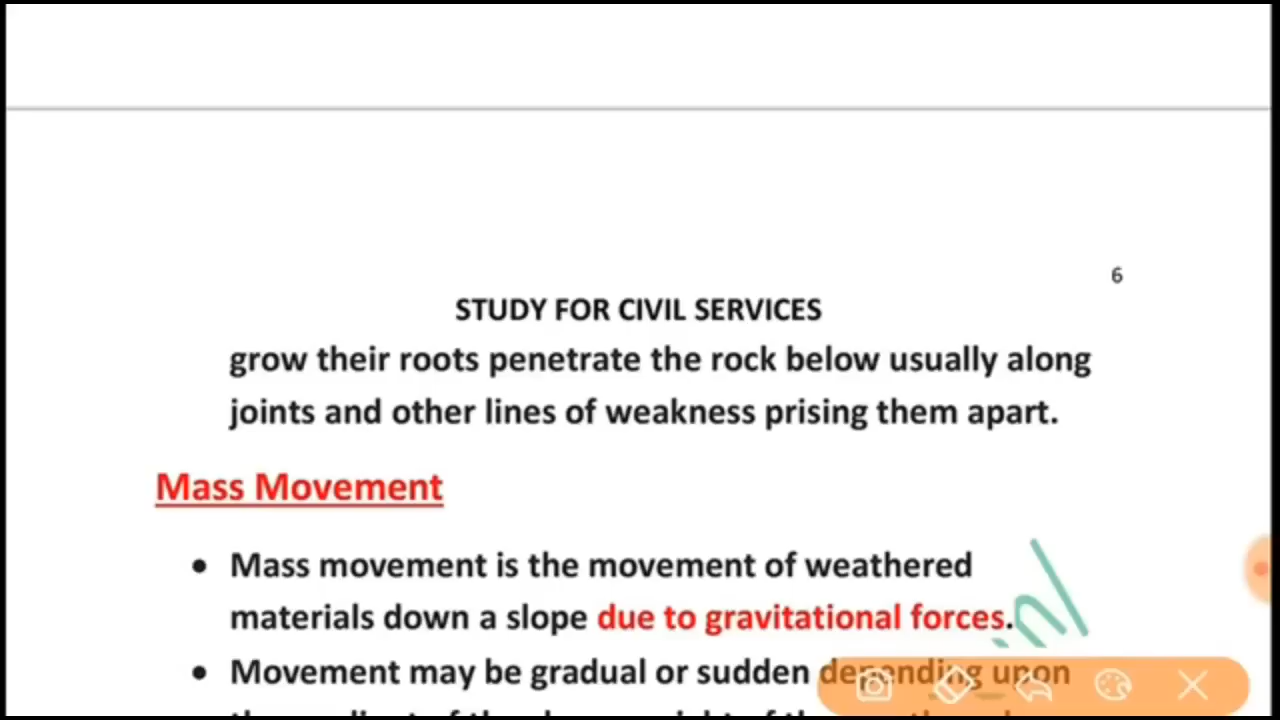 6
STUDY FOR CIVIL SERVICES
grow their roots penetrate the rock below usually along
joints and other lines of weakness prising them apart.
Mass Movement
• Mass movement is the movement of weathered
materials down a slope due to gravitational forces.
• Movement may be gradual or sudden depending upon